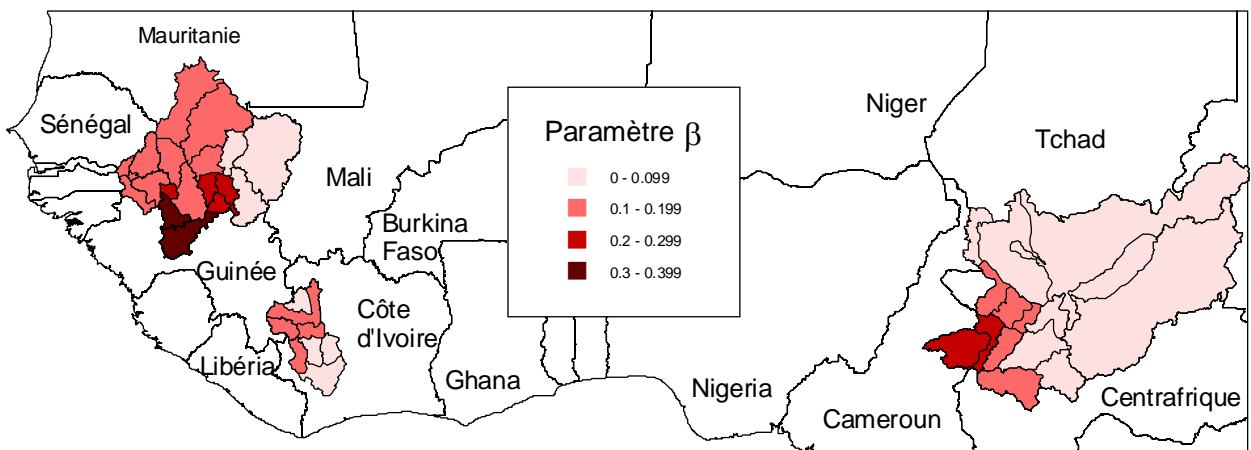 Mauritanie
Sénégal
Mali
Burkina
Faso
Guinée
Côte
d'Ivoire
Libéria
Ghana
Paramètre β
0 - 0.099
0.1 - 0.199
0.2 - 0.299
0.3 - 0.399
Niger
Tchad
Nigeria
Cameroun
Centrafrique